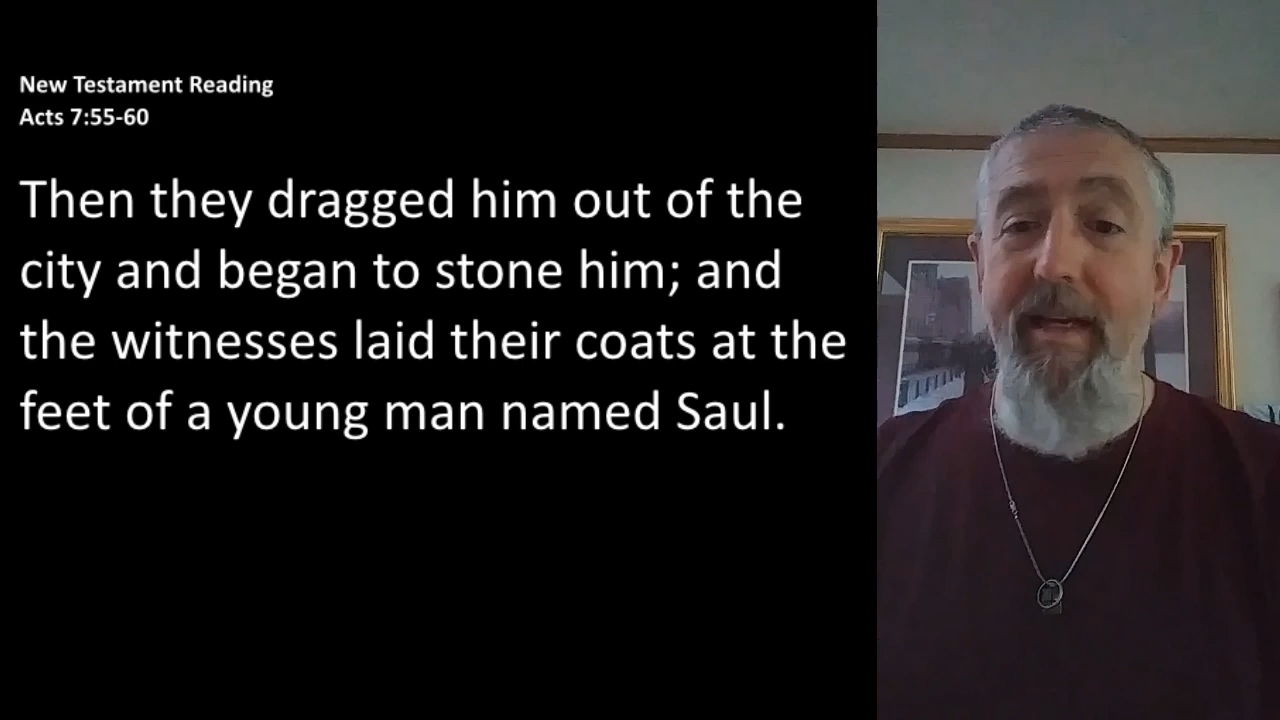 New Testament Reading
Acts 7:55-60
Then they dragged him out of the
city and began to stone him; and
the witnesses laid their coats at the
feet of a young man named Saul.